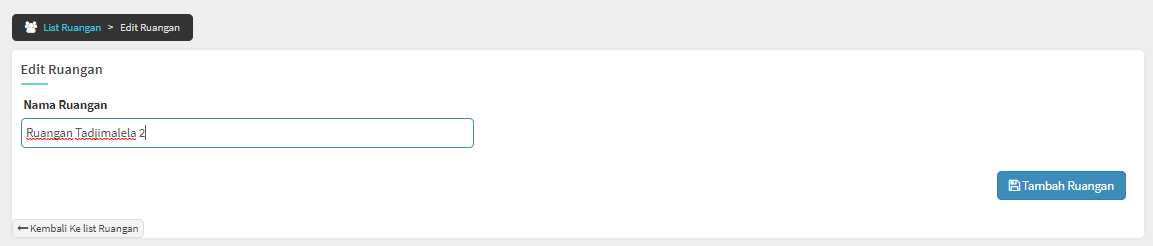 List Ruangan > Edit Ruangan
Edit Ruangan
Nama Ruangan
Ruangan Tadjimalela 2
Tambah Ruangan
Kembali Ke list Ruangan